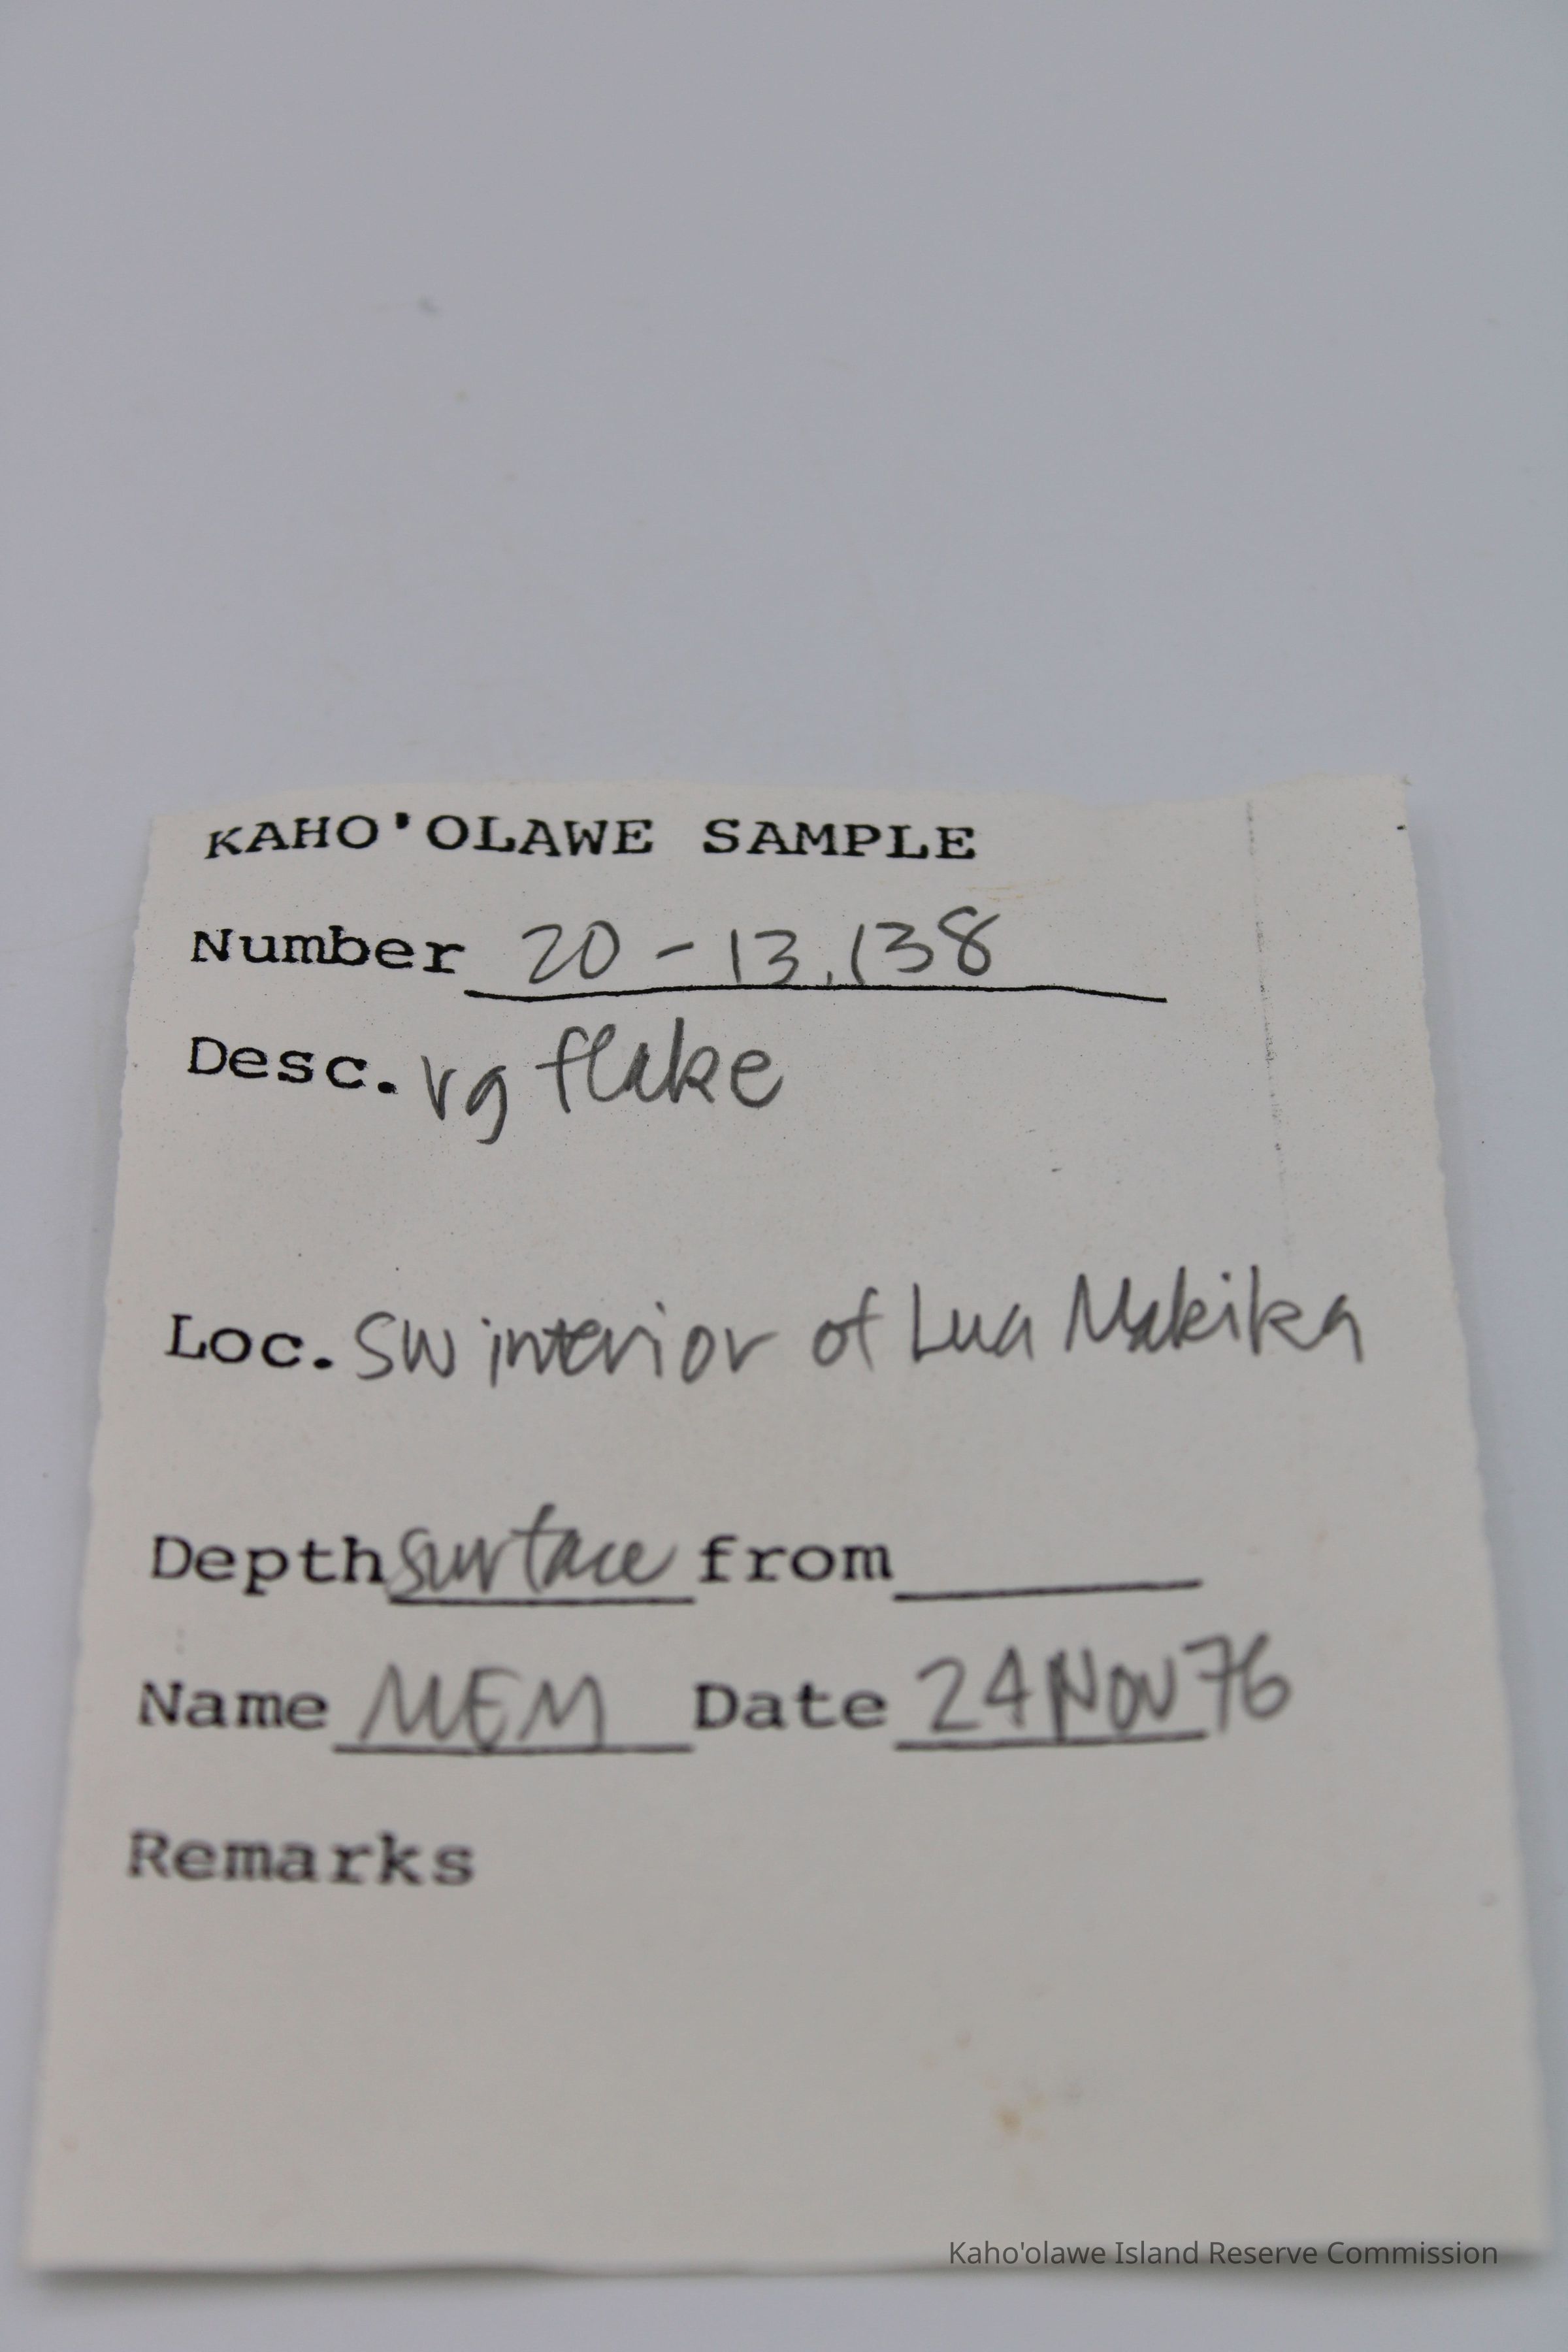 KAHO'OLAWE SAMPLE
Number 20-13.138
Desc. vg flake
Loc. SW interior of Lua Makika
Depth surface from
Name MEM Date 24 Nov 76
Remarks
Kaho'olawe Island Reserve Commission